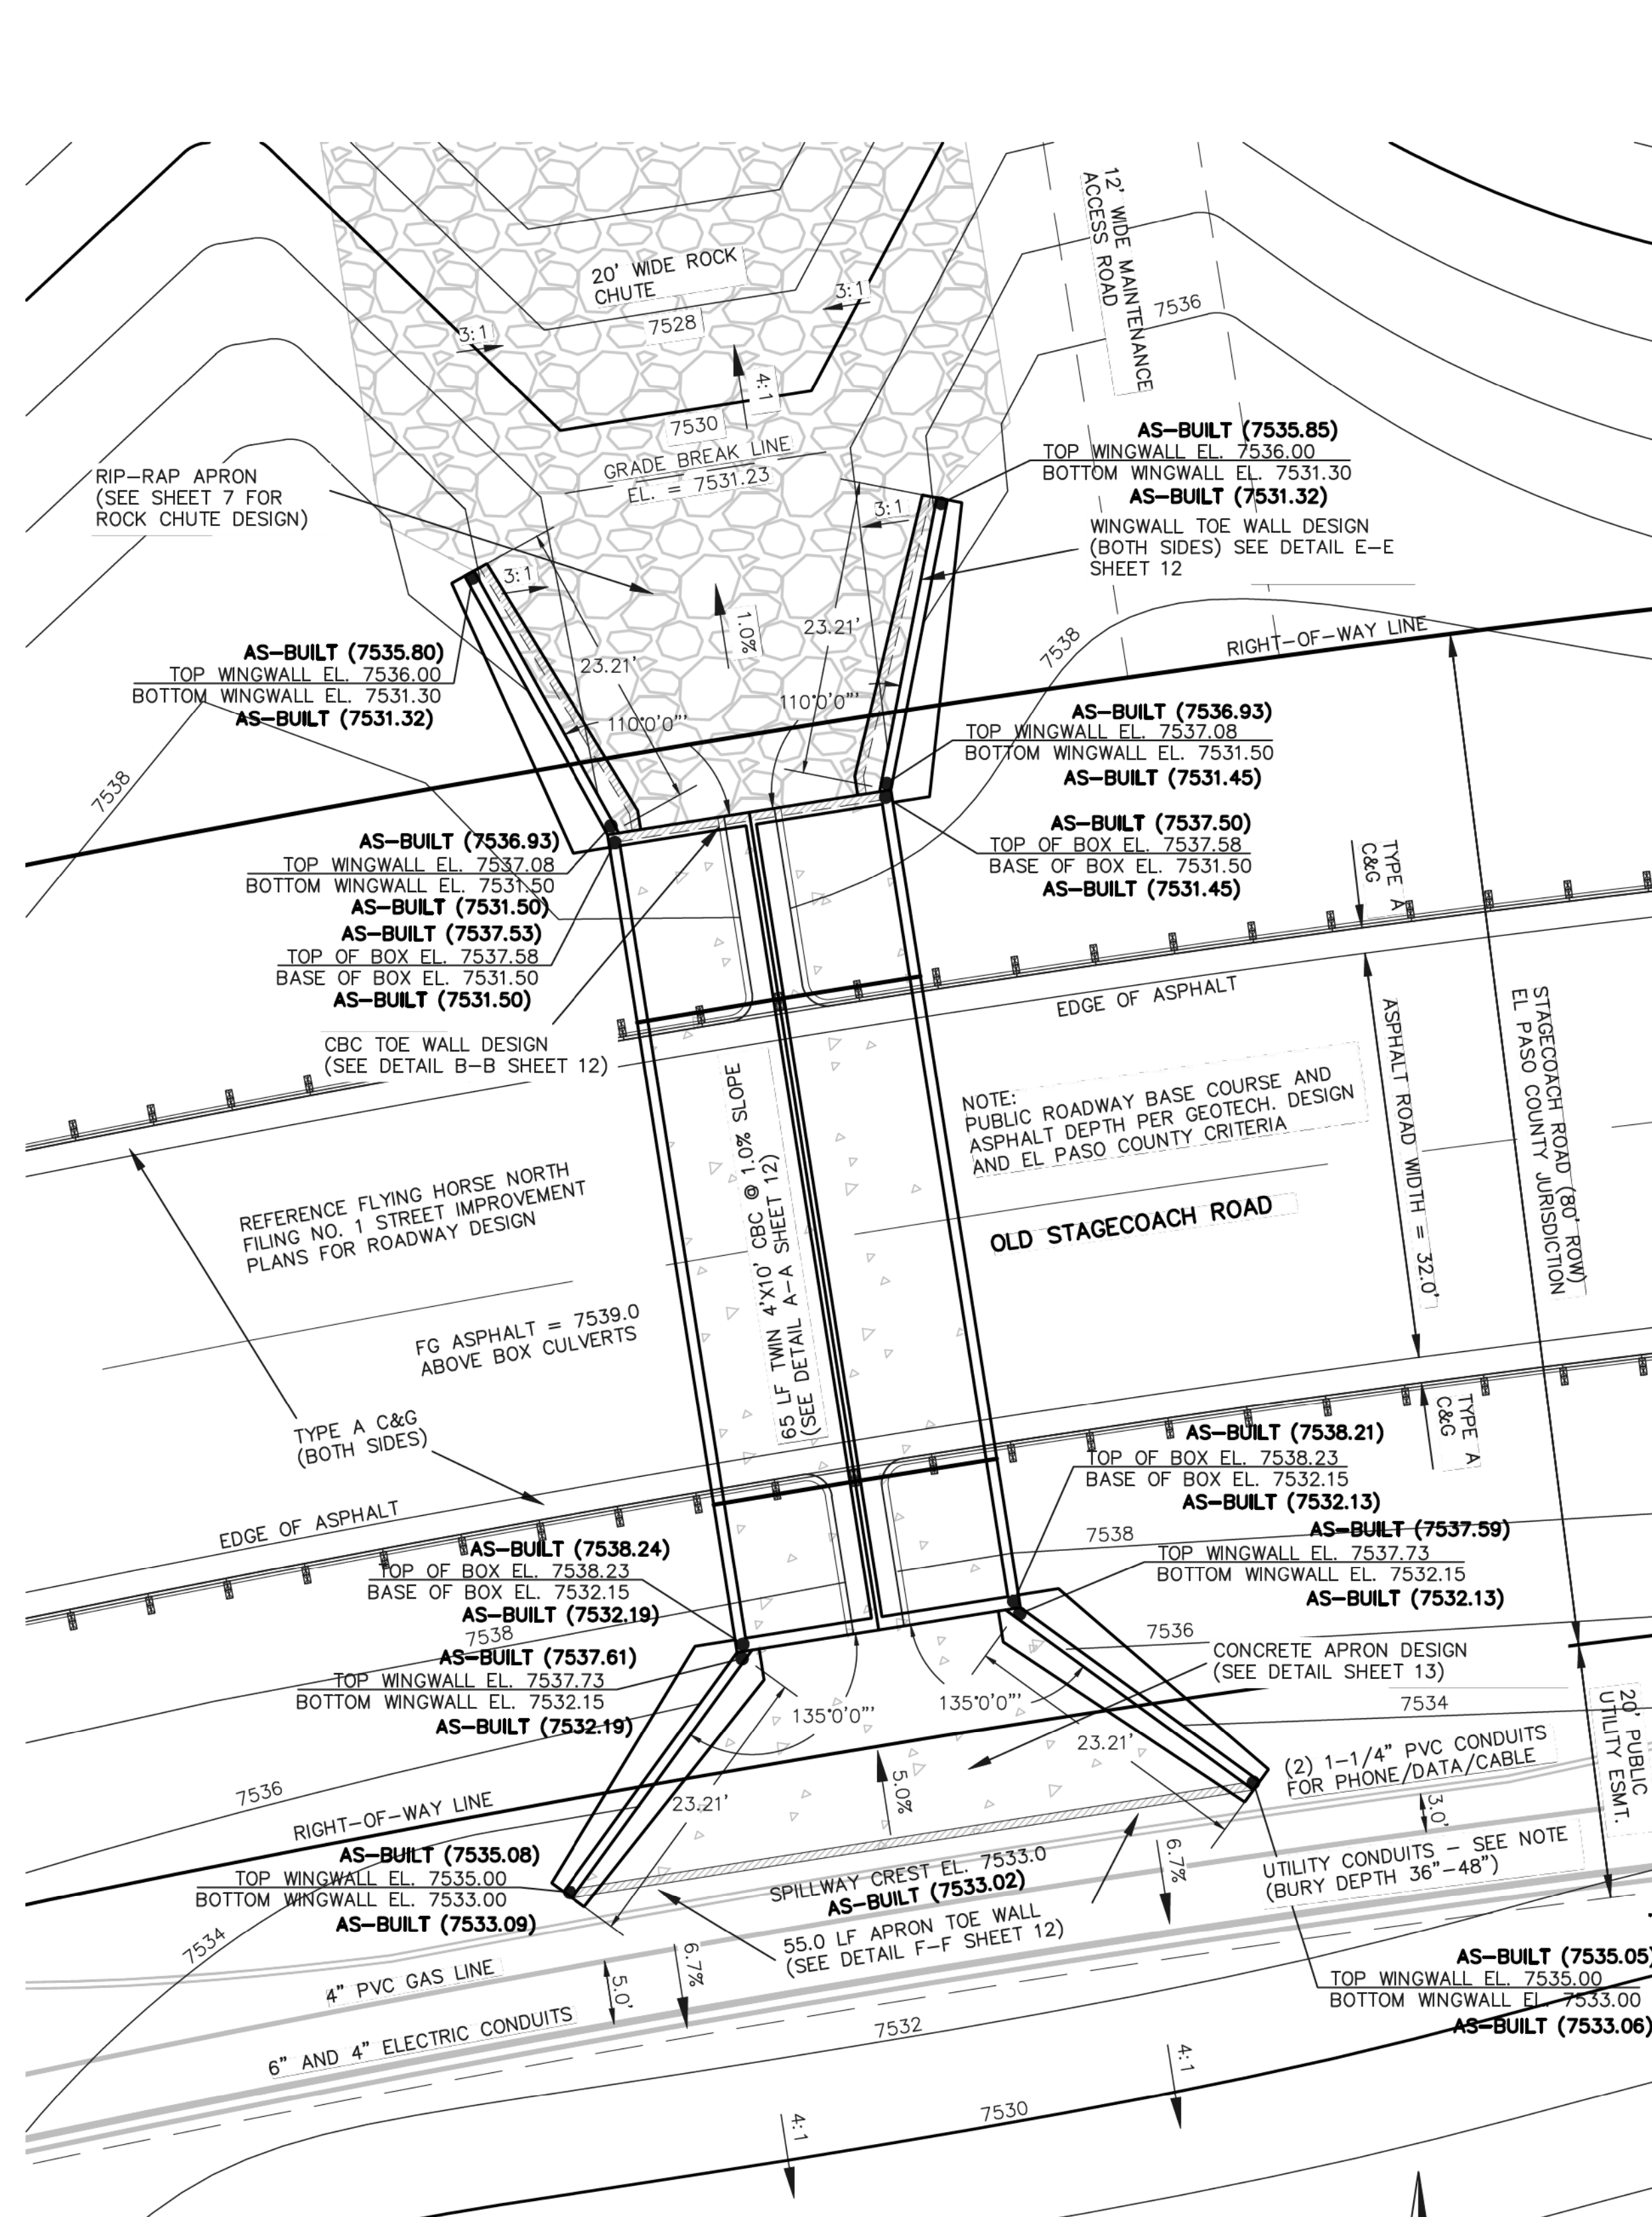 12' WIDE MAINTENANCE
ACCESS ROAD
20' WIDE ROCK
CHUTE
3:1
3:1
7528
7536
4:1
7530
GRADE BREAK LINE
EL. = 7531.23
AS-BUILT (7535.85)
TOP WINGWALL EL. 7536.00
BOTTOM WINGWALL EL. 7531.30
AS-BUILT (7531.32)
RIP-RAP APRON
(SEE SHEET 7 FOR
ROCK CHUTE DESIGN)
3:1
WINGWALL TOE WALL DESIGN
(BOTH SIDES) SEE DETAIL E-E
SHEET 12
3:1
1.0%
23.21'
23.21'
7538
RIGHT-OF-WAY LINE
AS-BUILT (7535.80)
TOP WINGWALL EL. 7536.00
BOTTOM WINGWALL EL. 7531.30
AS-BUILT (7531.32)
110°0'0"'
110°0'0"'
AS-BUILT (7536.93)
TOP WINGWALL EL. 7537.08
BOTTOM WINGWALL EL. 7531.50
AS-BUILT (7531.45)
7538
AS-BUILT (7537.50)
TOP OF BOX EL. 7537.58
BASE OF BOX EL. 7531.50
AS-BUILT (7531.45)
AS-BUILT (7536.93)
TOP WINGWALL EL. 7537.08
BOTTOM WINGWALL EL. 7531.50
AS-BUILT (7531.50)
AS-BUILT (7537.53)
TOP OF BOX EL. 7537.58
BASE OF BOX EL. 7531.50
AS-BUILT (7531.50)
TYPE A
C&G
EDGE OF ASPHALT
CBC TOE WALL DESIGN
(SEE DETAIL B-B SHEET 12)
STAGECOACH ROAD (80' ROW)
EL PASO COUNTY JURISDICTION
ASPHALT ROAD WIDTH = 32.0'
65 LF TWIN 4'X10' CBC @ 1.0% SLOPE
(SEE DETAIL A-A SHEET 12)
NOTE:
PUBLIC ROADWAY BASE COURSE AND
ASPHALT DEPTH PER GEOTECH. DESIGN
AND EL PASO COUNTY CRITERIA
REFERENCE FLYING HORSE NORTH
FILING NO. 1 STREET IMPROVEMENT
PLANS FOR ROADWAY DESIGN
OLD STAGECOACH ROAD
FG ASPHALT = 7539.0
ABOVE BOX CULVERTS
TYPE A C&G
(BOTH SIDES)
TYPE A
C&G
AS-BUILT (7538.21)
TOP OF BOX EL. 7538.23
BASE OF BOX EL. 7532.15
AS-BUILT (7532.13)
EDGE OF ASPHALT
7538
AS-BUILT (7537.59)
TOP WINGWALL EL. 7537.73
BOTTOM WINGWALL EL. 7532.15
AS-BUILT (7532.13)
AS-BUILT (7538.24)
TOP OF BOX EL. 7538.23
BASE OF BOX EL. 7532.15
AS-BUILT (7532.19)
7538
AS-BUILT (7537.61)
TOP WINGWALL EL. 7537.73
BOTTOM WINGWALL EL. 7532.15
AS-BUILT (7532.19)
7536
CONCRETE APRON DESIGN
(SEE DETAIL SHEET 13)
135°0'0"'
135°0'0"'
7534
20' PUBLIC
UTILITY ESMT.
23.21'
23.21'
5.0%
(2) 1-1/4" PVC CONDUITS
FOR PHONE/DATA/CABLE
3.0'
7536
RIGHT-OF-WAY LINE
AS-BUILT (7535.08)
TOP WINGWALL EL. 7535.00
BOTTOM WINGWALL EL. 7533.00
AS-BUILT (7533.09)
SPILLWAY CREST EL. 7533.0
AS-BUILT (7533.02)
6.7%
UTILITY CONDUITS - SEE NOTE
(BURY DEPTH 36"-48")
55.0 LF APRON TOE WALL
(SEE DETAIL F-F SHEET 12)
7534
4" PVC GAS LINE
5.0'
6.7%
AS-BUILT (7535.05)
TOP WINGWALL EL. 7535.00
BOTTOM WINGWALL EL. 7533.00
AS-BUILT (7533.06)
6" AND 4" ELECTRIC CONDUITS
7532
4:1
7530
4:1